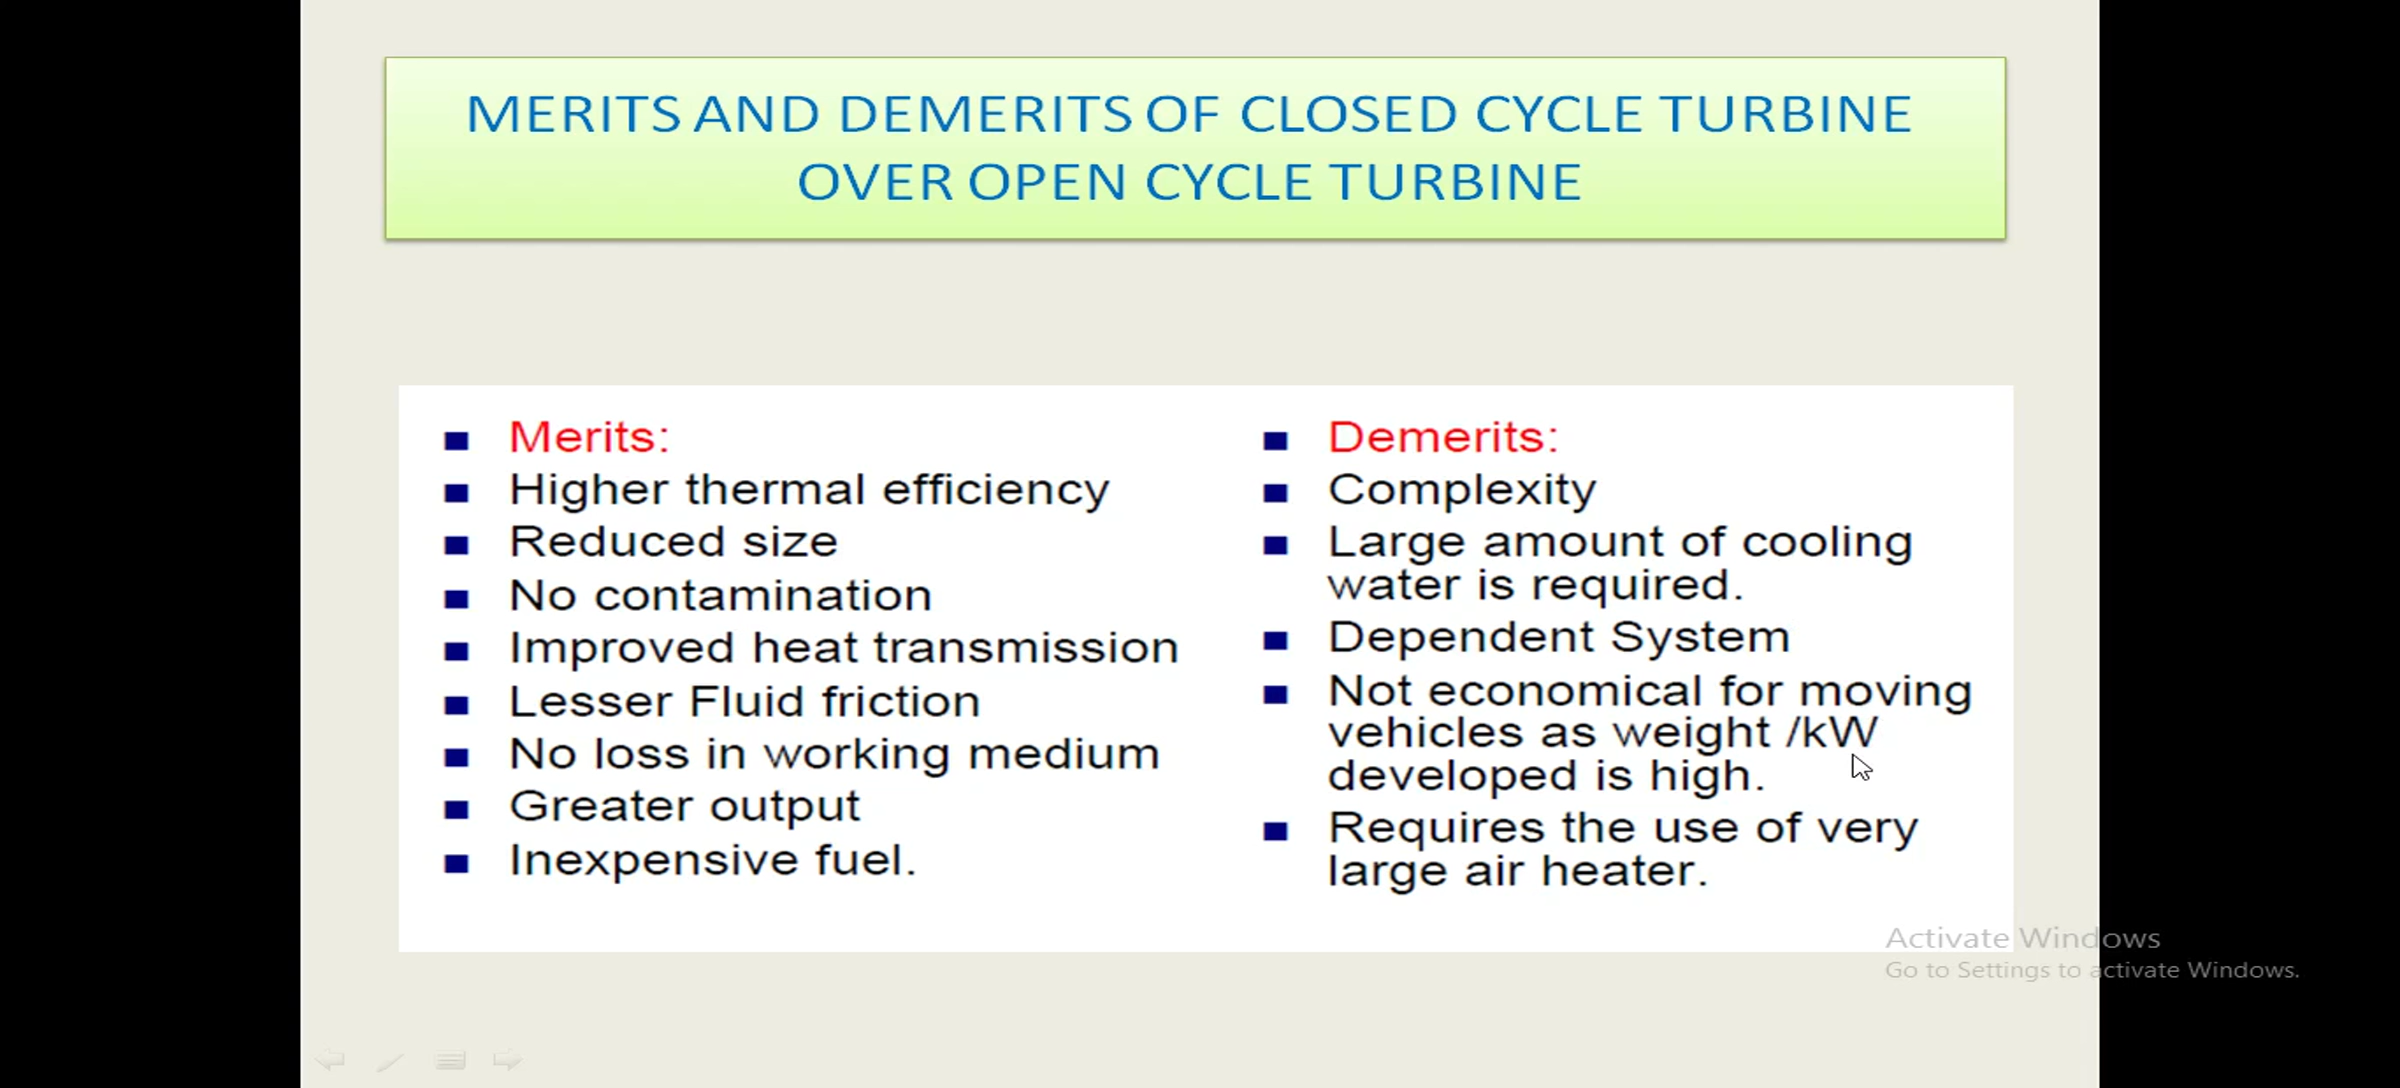 MERITS AND DEMERITS OF CLOSED CYCLE TURBINE
OVER OPEN CYCLE TURBINE
Merits:
Higher thermal efficiency
Reduced size
No contamination
Improved heat transmission
Lesser Fluid friction
No loss in working medium
Greater output
Inexpensive fuel.
Demerits:
Complexity
Large amount of cooling
water is required.
Dependent System
Not economical for moving
vehicles as weight /kW
developed is high.
Requires the use of very
large air heater.
Activate Windows
Go to Settings to activate Windows.